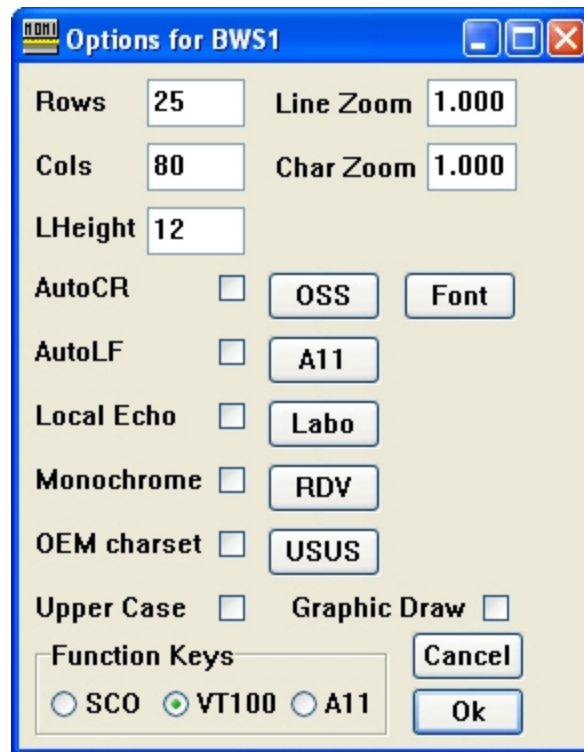 MDMI
Options for BWS1
Rows 25 Line Zoom 1.000
Cols 80 Char Zoom 1.000
LHeight 12
AutoCR OSS Font
AutoLF A11
Local Echo Labo
Monochrome RDV
OEM charset USUS
Upper Case Graphic Draw
Function Keys Cancel
SCO VT100 A11 Ok